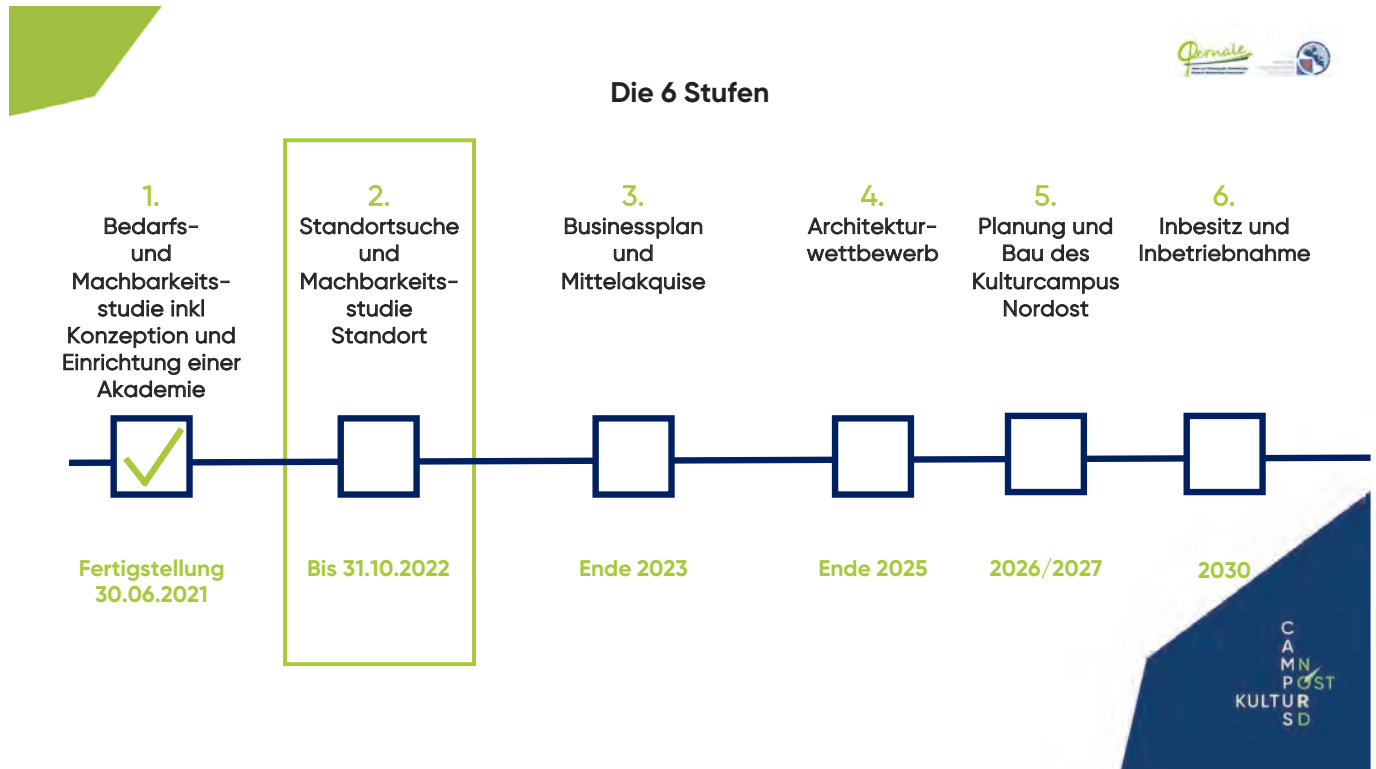 Die 6 Stufen
1.
Bedarfs-
und
Machbarkeits-
studie inkl
Konzeption und
Einrichtung einer
Akademie
Fertigstellung
30.06.2021
2.
Standortsuche
und
Machbarkeits-
studie
Standort
Bis 31.10.2022
3.
Businessplan
und
Mittelakquise
Ende 2023
4.
Architektur-
wettbewerb
Ende 2025
5.
Planung und
Bau des
Kulturcampus
Nordost
2026/2027
6.
Inbesitz und
Inbetriebnahme
2030
C
A
M N
P O S T
K U L T U R
S D